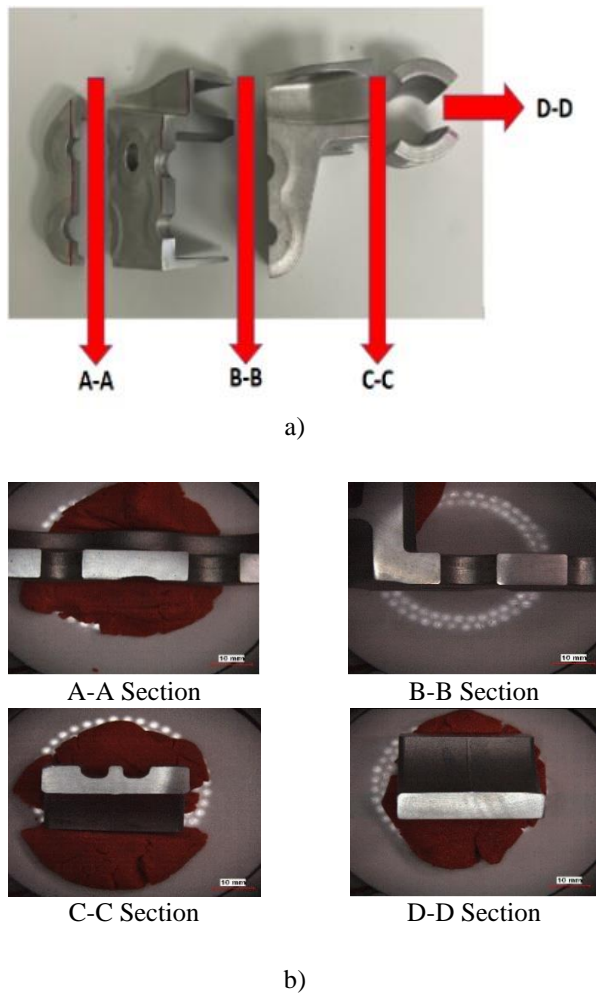 D-D
A-A
B-B
C-C
a)
10 mm
10 mm
A-A Section
B-B Section
10 mm
10 mm
C-C Section
D-D Section
b)